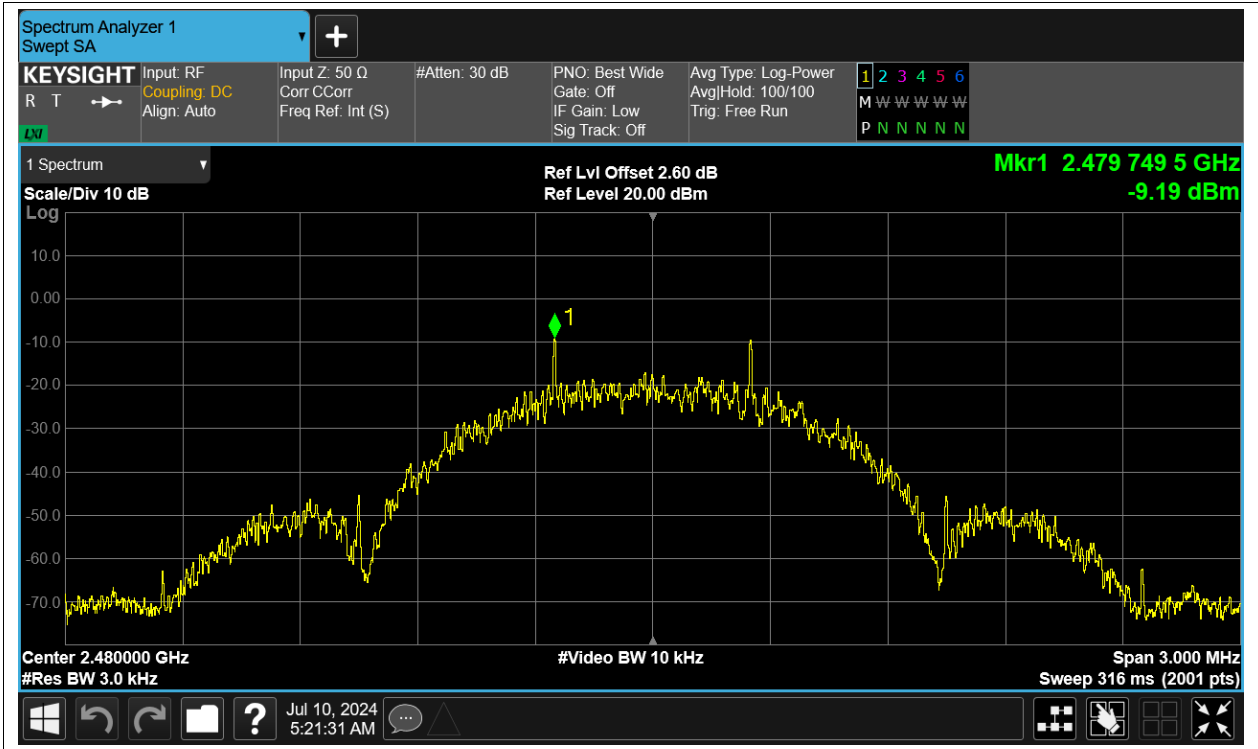 Spectrum Analyzer 1
Swept SA
KEYSIGHT
R T
LXI
Input: RF
Coupling: DC
Align: Auto
Input Z: 50 Ω
Corr CCorr
Freq Ref: Int (S)
#Atten: 30 dB
PNO: Best Wide
Gate: Off
IF Gain: Low
Sig Track: Off
Avg Type: Log-Power
Avg|Hold: 100/100
Trig: Free Run
1 2 3 4 5 6
M W W W W W
P N N N N N
1 Spectrum
Scale/Div 10 dB
Log
Ref Lvl Offset 2.60 dB
Ref Level 20.00 dBm
Mkr1 2.479 749 5 GHz
-9.19 dBm
10.0
0.00
-10.0
-20.0
-30.0
-40.0
-50.0
-60.0
-70.0
1
Center 2.480000 GHz
#Res BW 3.0 kHz
#Video BW 10 kHz
Span 3.000 MHz
Sweep 316 ms (2001 pts)
?
Jul 10, 2024
5:21:31 AM